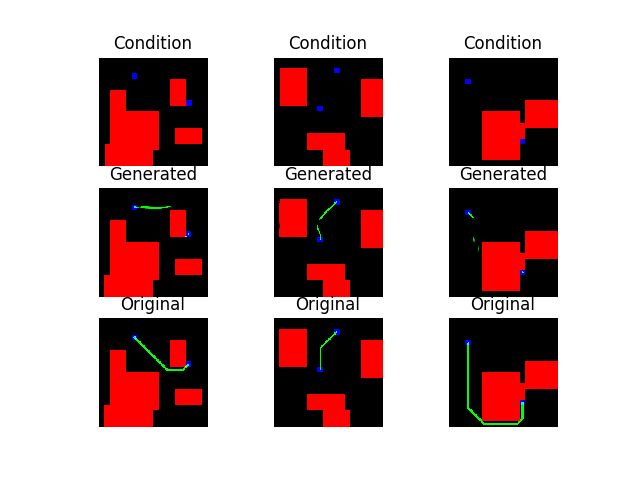 Condition
Condition
Condition
Generated
Generated
Generated
Original
Original
Original